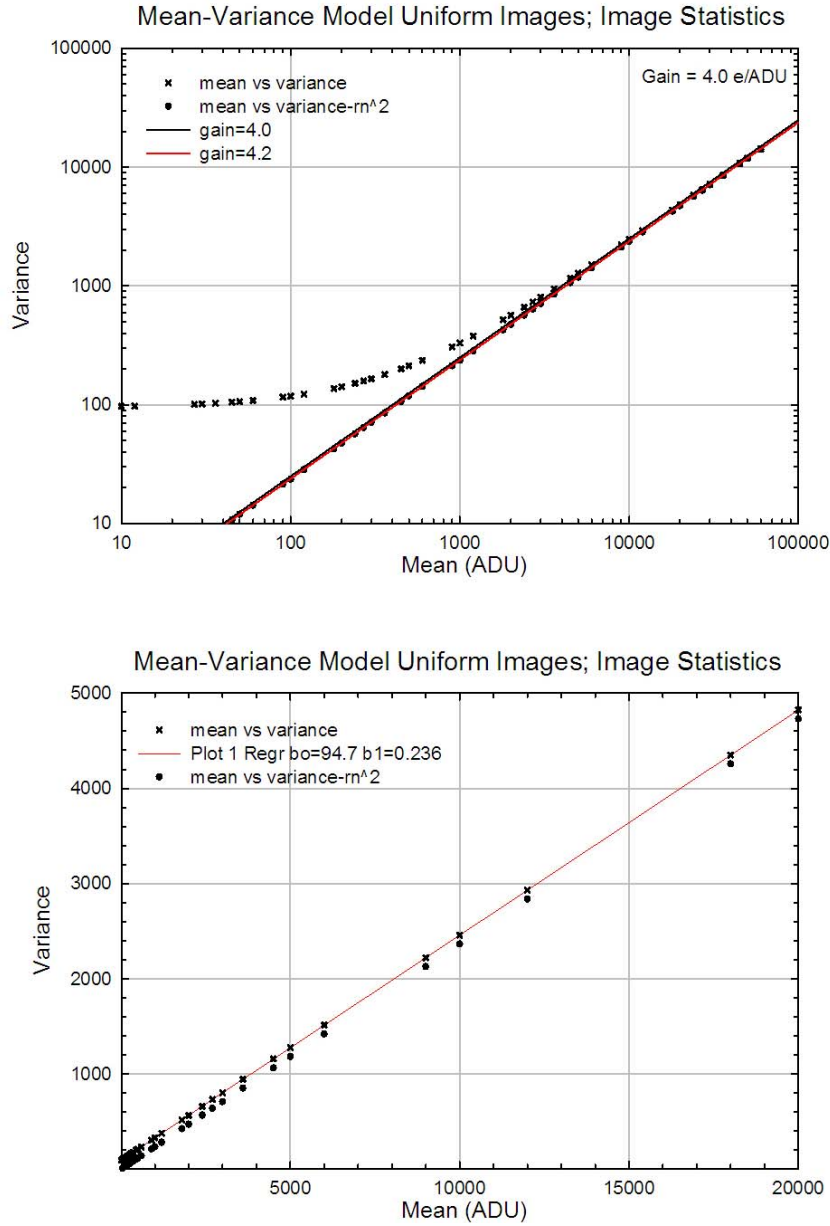 Mean-Variance Model Uniform Images; Image Statistics
100000
10000
1000
100
10
Variance
mean vs variance
mean vs variance-rn^2
gain=4.0
gain=4.2
Gain = 4.0 e/ADU
10 100 1000 10000 100000
Mean (ADU)
Mean-Variance Model Uniform Images; Image Statistics
5000
4000
3000
2000
1000
Variance
mean vs variance
Plot 1 Regr bo=94.7 b1=0.236
mean vs variance-rn^2
5000 10000 15000 20000
Mean (ADU)